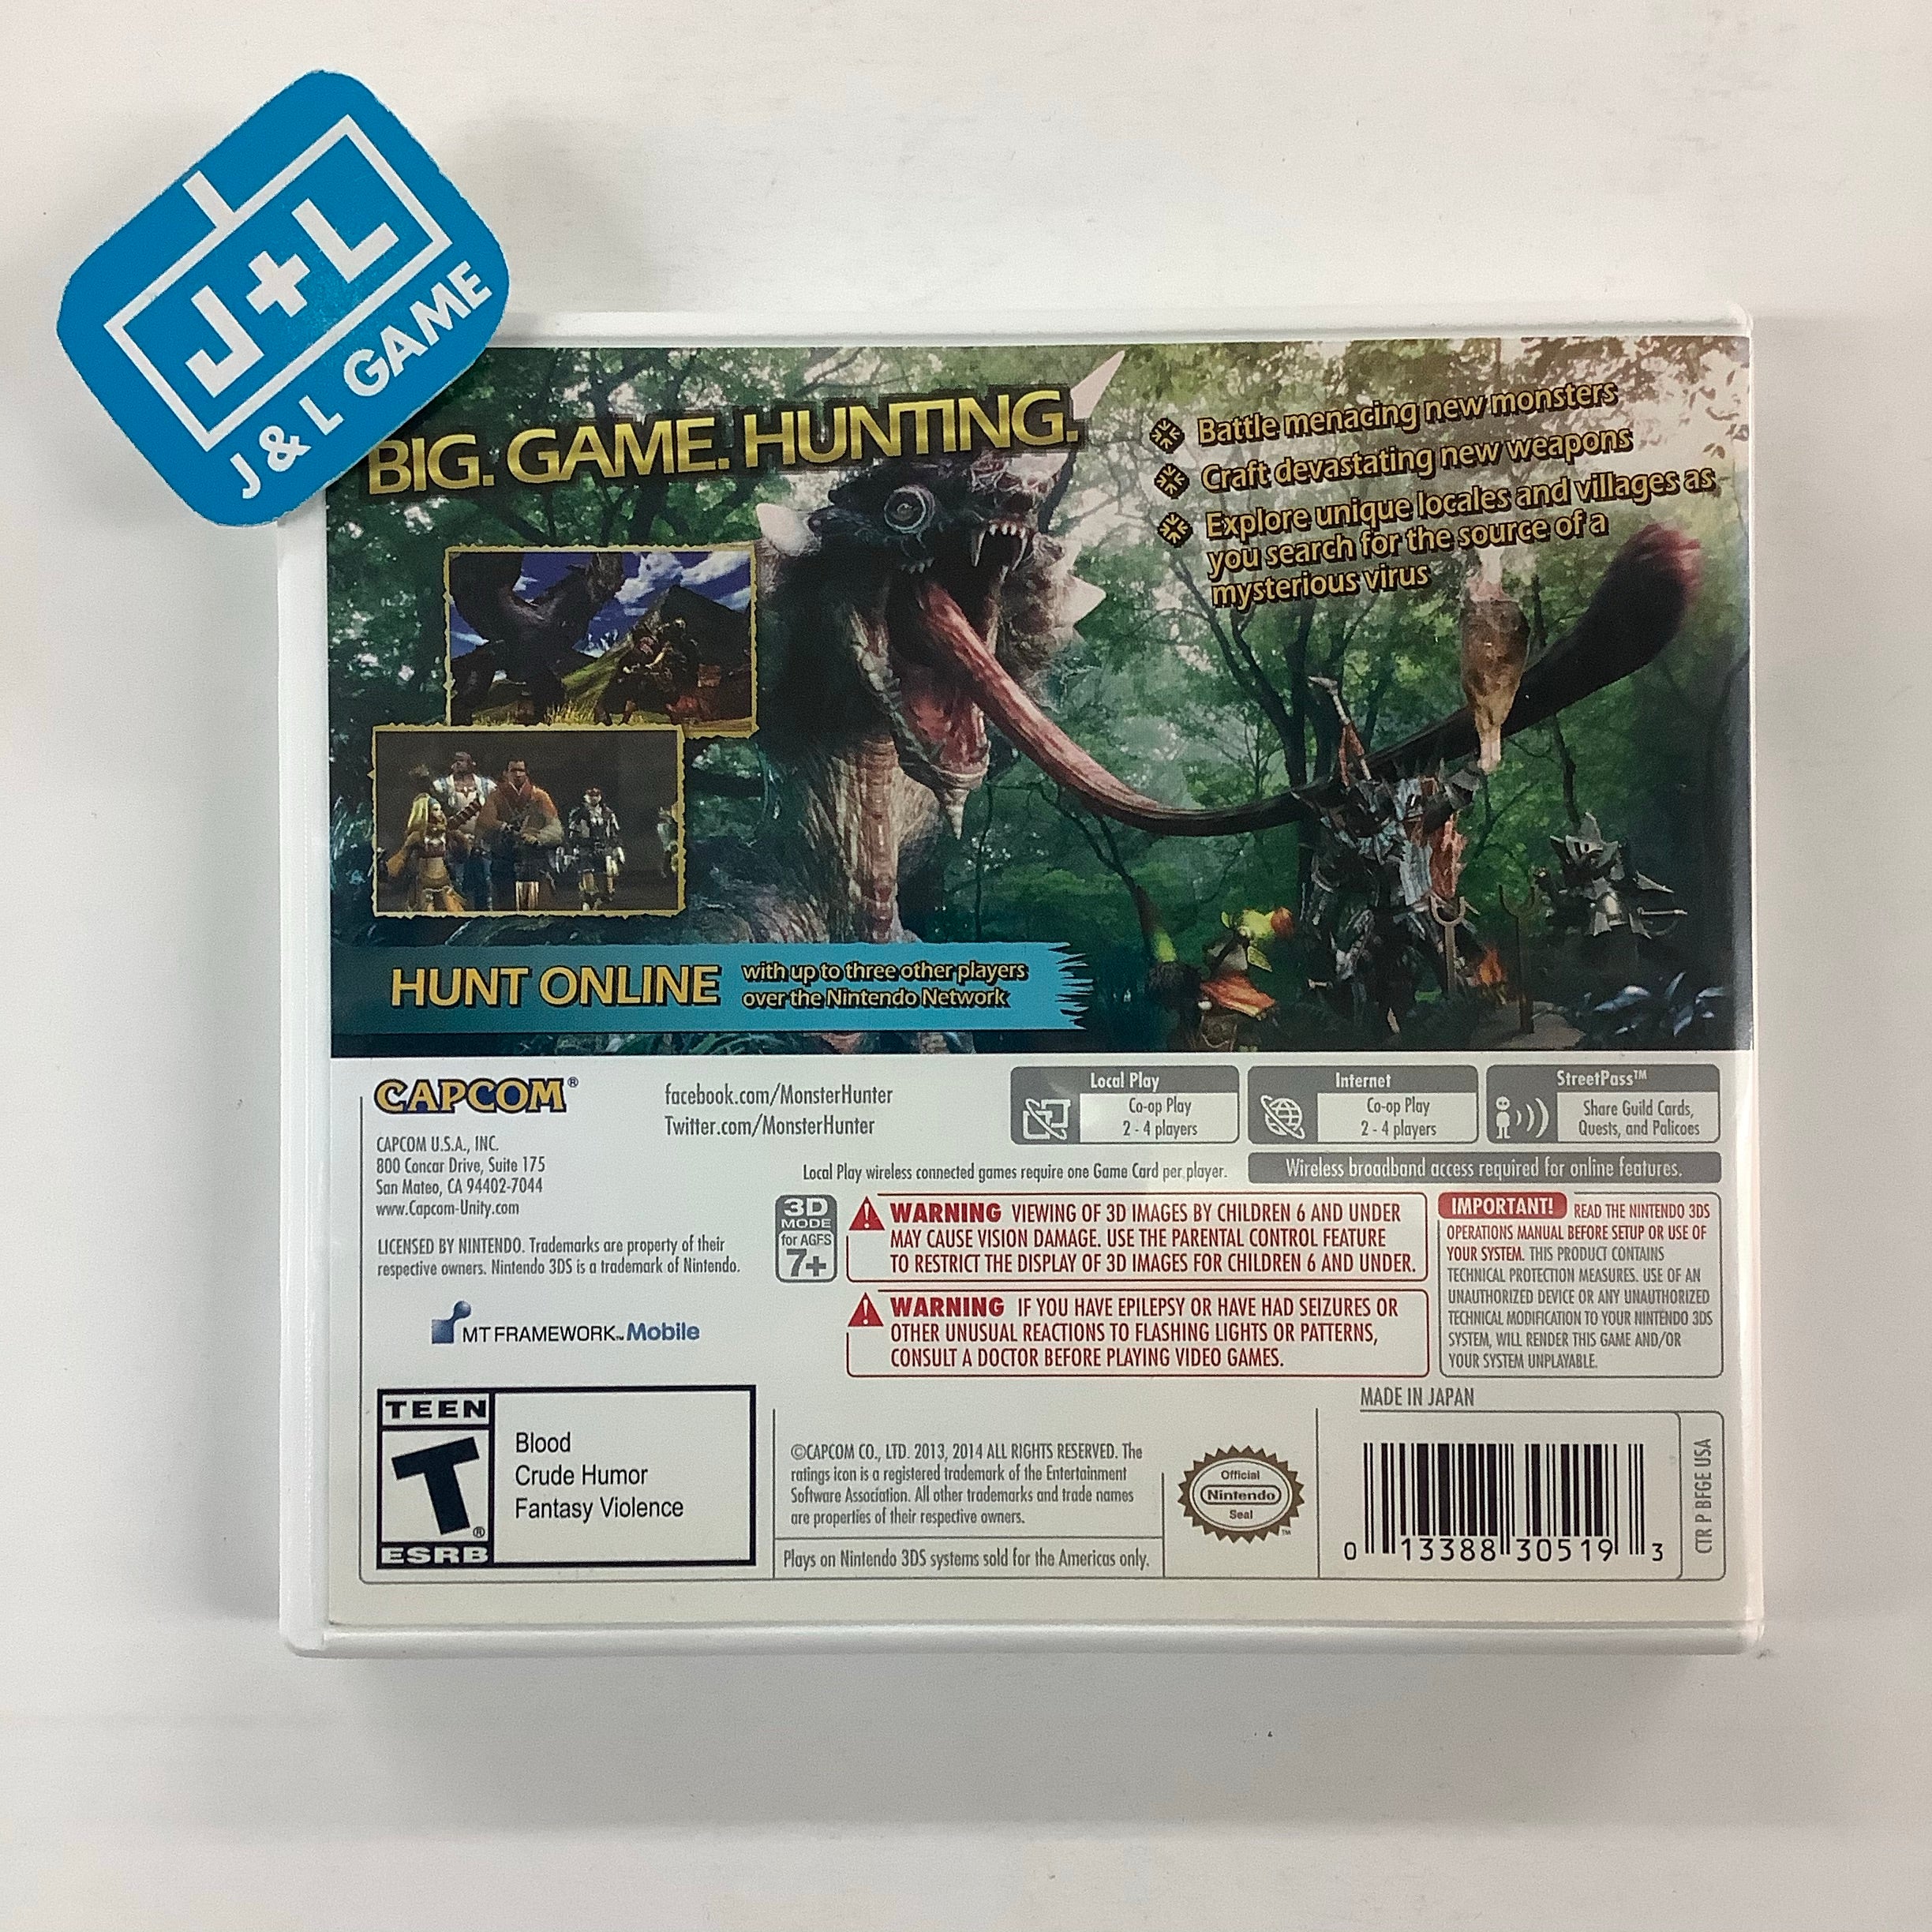 J+L
J & L GAME
BIG. GAME. HUNTING.
Battle menacing new monsters
Craft devastating new weapons
Explore unique locales and villages as
you search for the source of a
mysterious virus
HUNT ONLINE
with up to three other players
over the Nintendo Network
CAPCOM®
CAPCOM U.S.A., INC.
800 Concar Drive, Suite 175
San Mateo, CA 94402-7044
www.Capcom-Unity.com
facebook.com/MonsterHunter
Twitter.com/MonsterHunter
Local Play
Co-op Play
2 - 4 players
Internet
Co-op Play
2 - 4 players
StreetPass™
Share Guild Cards,
Quests, and Palicoes
Local Play wireless connected games require one Game Card per player.
Wireless broadband access required for online features.
LICENSED BY NINTENDO. Trademarks are property of their
respective owners. Nintendo 3DS is a trademark of Nintendo.
3D
MODE
for AGES
7+
WARNING VIEWING OF 3D IMAGES BY CHILDREN 6 AND UNDER
MAY CAUSE VISION DAMAGE. USE THE PARENTAL CONTROL FEATURE
TO RESTRICT THE DISPLAY OF 3D IMAGES FOR CHILDREN 6 AND UNDER.
WARNING IF YOU HAVE EPILEPSY OR HAVE HAD SEIZURES OR
OTHER UNUSUAL REACTIONS TO FLASHING LIGHTS OR PATTERNS,
CONSULT A DOCTOR BEFORE PLAYING VIDEO GAMES.
IMPORTANT! READ THE NINTENDO 3DS
OPERATIONS MANUAL BEFORE SETUP OR USE OF
YOUR SYSTEM. THIS PRODUCT CONTAINS
TECHNICAL PROTECTION MEASURES. USE OF AN
UNAUTHORIZED DEVICE OR ANY UNAUTHORIZED
TECHNICAL MODIFICATION TO YOUR NINTENDO 3DS
SYSTEM, WILL RENDER THIS GAME AND/OR
YOUR SYSTEM UNPLAYABLE.
MT FRAMEWORK™ Mobile
TEEN
T®
ESRB
Blood
Crude Humor
Fantasy Violence
©CAPCOM CO., LTD. 2013, 2014 ALL RIGHTS RESERVED. The
ratings icon is a registered trademark of the Entertainment
Software Association. All other trademarks and trade names
are properties of their respective owners.
Plays on Nintendo 3DS systems sold for the Americas only.
Official
Nintendo
Seal
™
MADE IN JAPAN
0 13388 30519 3
CTR P BFGE USA